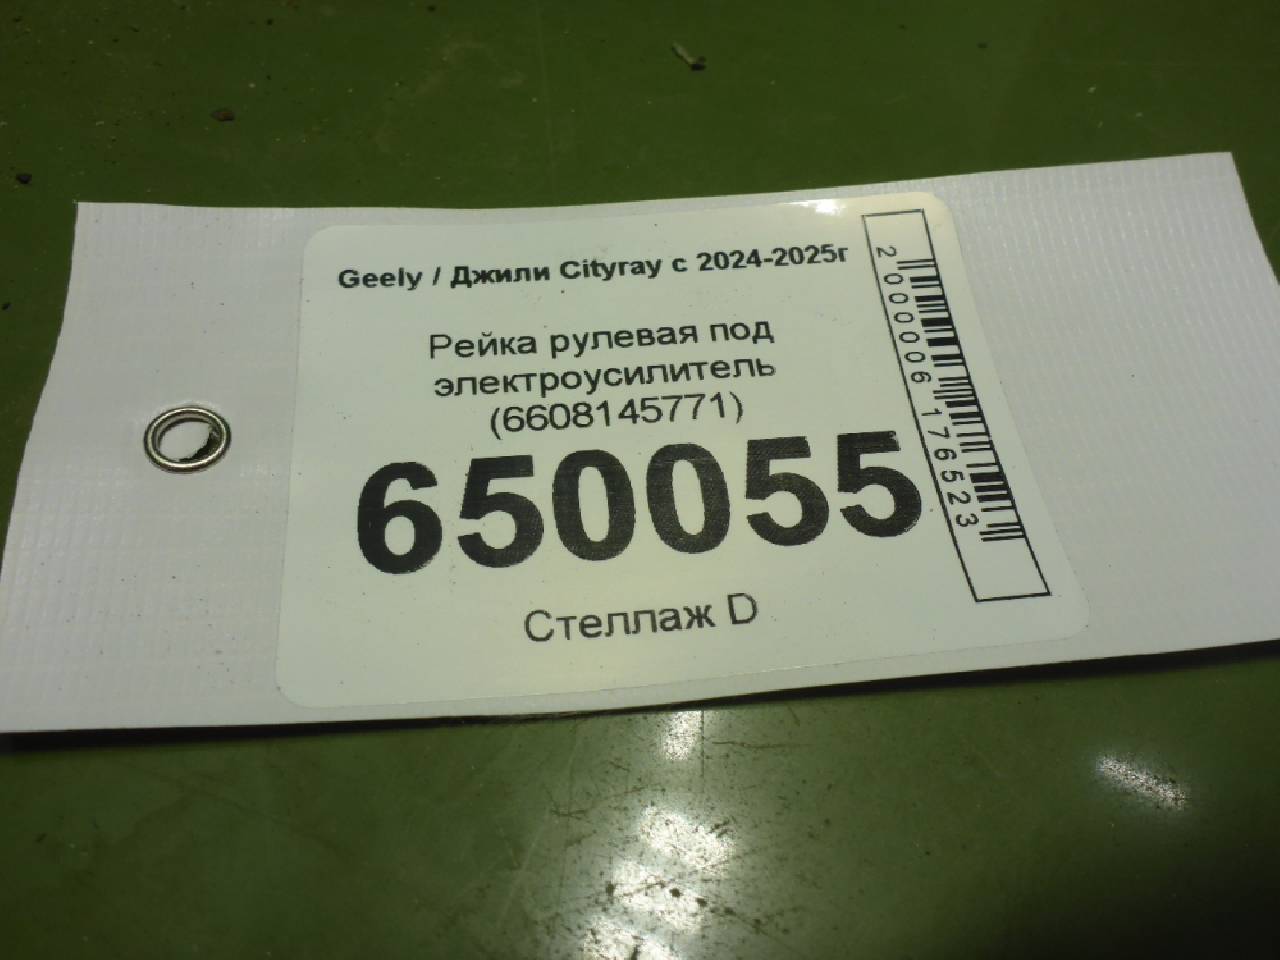 Geely / Джили Cityray с 2024-2025г
Рейка рулевая под
электроусилитель
(6608145771)
650055
Стеллаж D
2000006176523